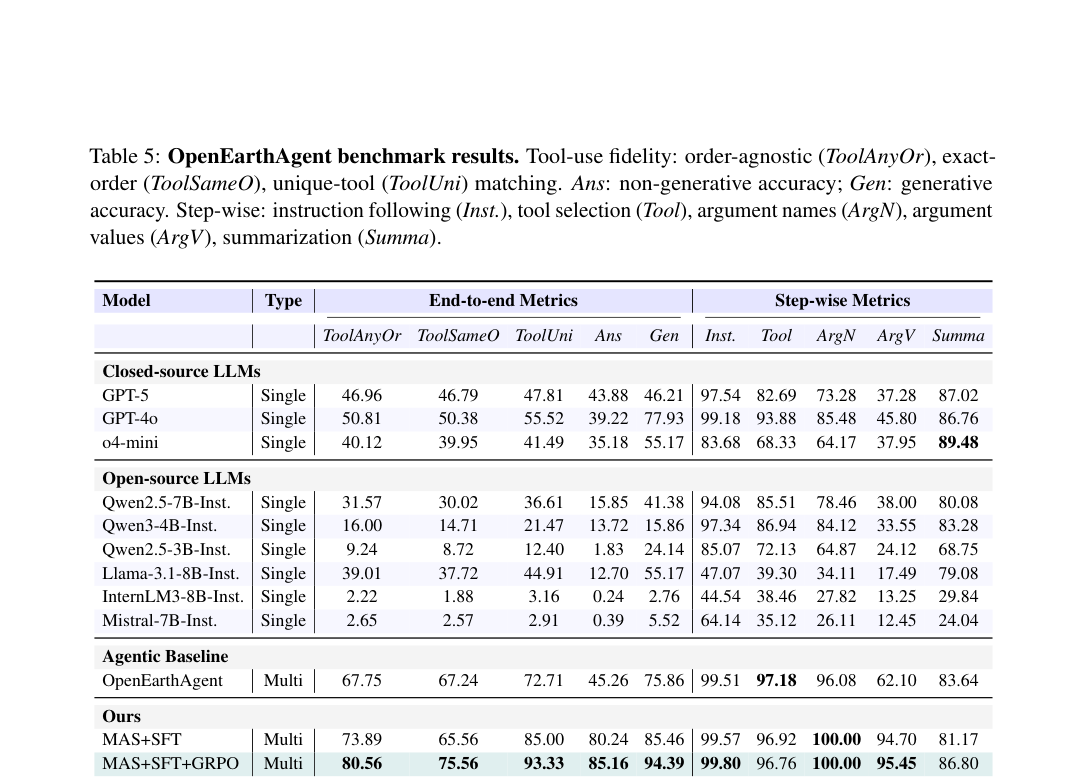 Table 5: OpenEarthAgent benchmark results. Tool-use fidelity: order-agnostic (ToolAnyOr), exact-
order (ToolSameO), unique-tool (ToolUni) matching. Ans: non-generative accuracy; Gen: generative
accuracy. Step-wise: instruction following (Inst.), tool selection (Tool), argument names (ArgN), argument
values (ArgV), summarization (Summa).
Model Type End-to-end Metrics Step-wise Metrics
ToolAnyOr ToolSameO ToolUni Ans Gen Inst. Tool ArgN ArgV Summa
Closed-source LLMs
GPT-5 Single 46.96 46.79 47.81 43.88 46.21 97.54 82.69 73.28 37.28 87.02
GPT-4o Single 50.81 50.38 55.52 39.22 77.93 99.18 93.88 85.48 45.80 86.76
o4-mini Single 40.12 39.95 41.49 35.18 55.17 83.68 68.33 64.17 37.95 89.48
Open-source LLMs
Qwen2.5-7B-Inst. Single 31.57 30.02 36.61 15.85 41.38 94.08 85.51 78.46 38.00 80.08
Qwen3-4B-Inst. Single 16.00 14.71 21.47 13.72 15.86 97.34 86.94 84.12 33.55 83.28
Qwen2.5-3B-Inst. Single 9.24 8.72 12.40 1.83 24.14 85.07 72.13 64.87 24.12 68.75
Llama-3.1-8B-Inst. Single 39.01 37.72 44.91 12.70 55.17 47.07 39.30 34.11 17.49 79.08
InternLM3-8B-Inst. Single 2.22 1.88 3.16 0.24 2.76 44.54 38.46 27.82 13.25 29.84
Mistral-7B-Inst. Single 2.65 2.57 2.91 0.39 5.52 64.14 35.12 26.11 12.45 24.04
Agentic Baseline
OpenEarthAgent Multi 67.75 67.24 72.71 45.26 75.86 99.51 97.18 96.08 62.10 83.64
Ours
MAS+SFT Multi 73.89 65.56 85.00 80.24 85.46 99.57 96.92 100.00 94.70 81.17
MAS+SFT+GRPO Multi 80.56 75.56 93.33 85.16 94.39 99.80 96.76 100.00 95.45 86.80